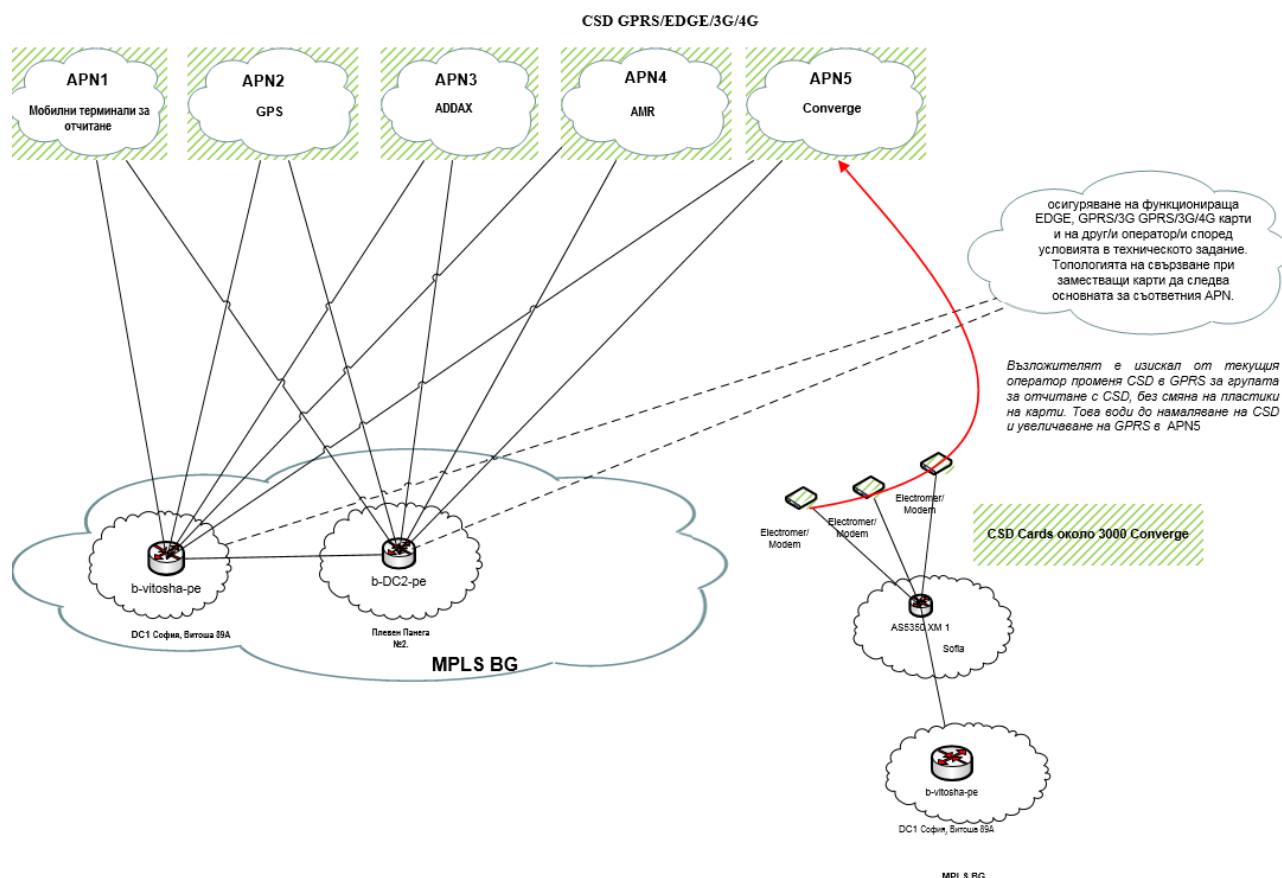 CSD GPRS/EDGE/3G/4G
APN1
Мобилни терминали за
отчитане
APN2
GPS
APN3
ADDAX
APN4
AMR
APN5
Converge
осигуряване на функционираща
EDGE, GPRS/3G GPRS/3G/4G карти
и на друг/и оператор/и според
условията в техническото задание.
Топологията на свързване при
заместващи карти да следва
основната за съответния APN.
Възложителят е изискал от текущия
оператор променя CSD в GPRS за групата
за отчитане с CSD, без смяна на пластики
на карти. Това води до намаляване на CSD
и увеличаване на GPRS в APN5
Electromer/
Modem
Electromer/
Modem
Electromer/
Modem
CSD Cards около 3000 Converge
b-vitosha-pe
b-DC2-pe
DC1 София, Витоша 89А
Плевен Панега
№2.
MPLS BG
AS5350 XM 1
Sofia
b-vitosha-pe
DC1 София, Витоша 89А
MPLS BG